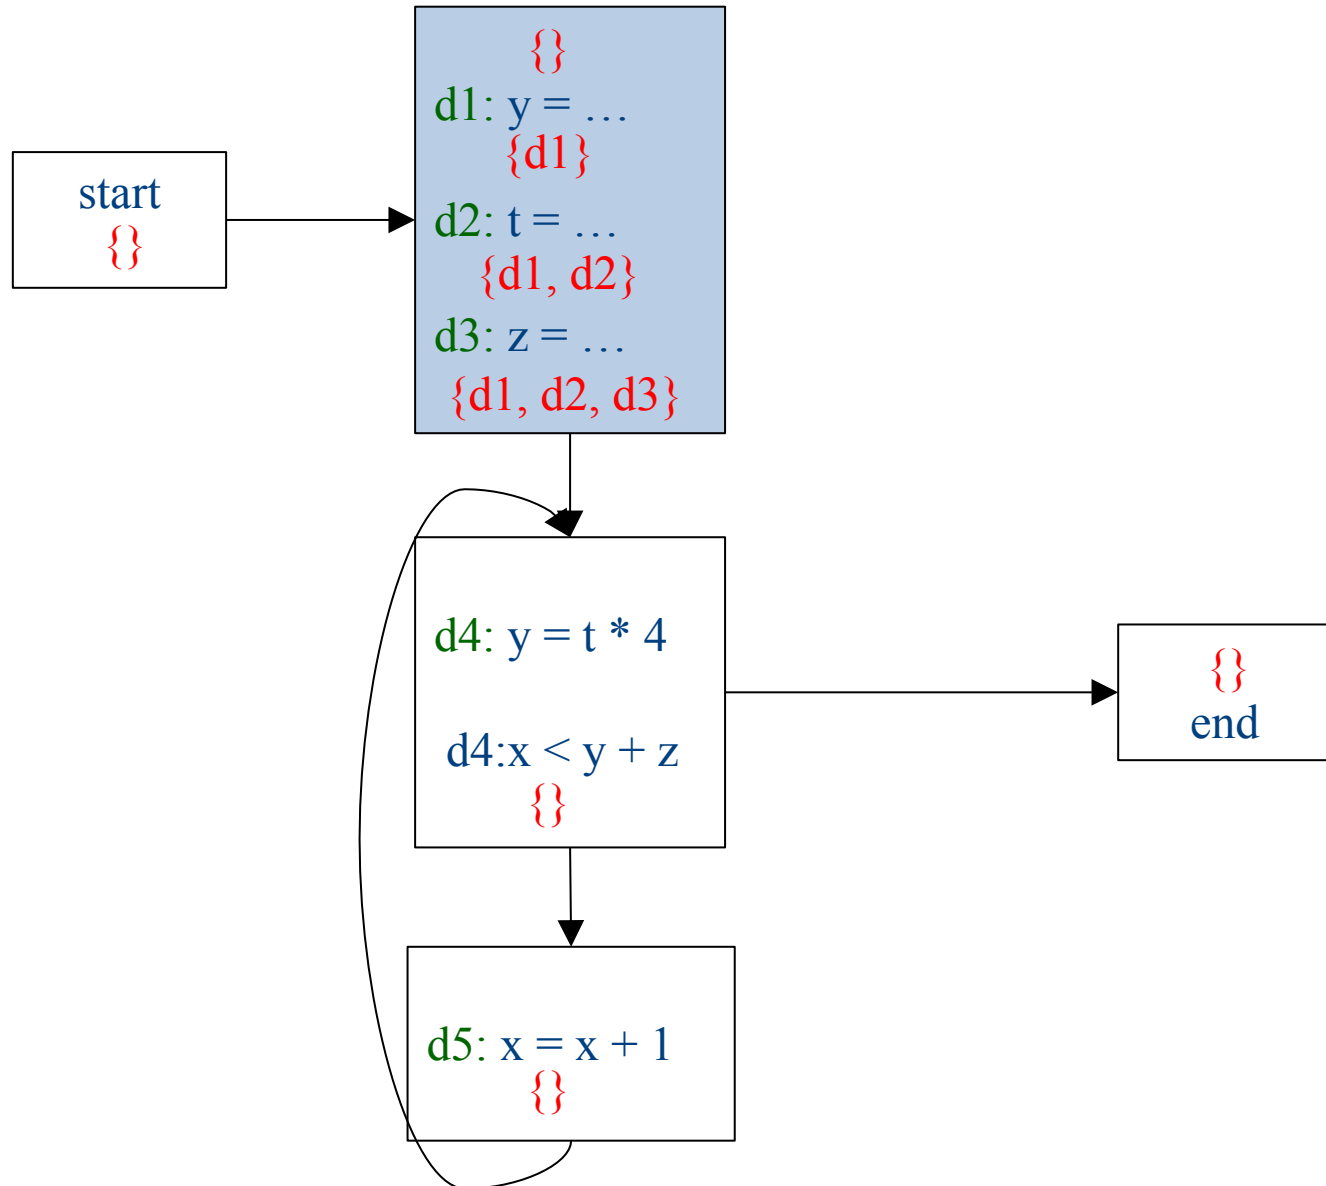 start
{}
{}
d1: y = …
{d1}
d2: t = …
{d1, d2}
d3: z = …
{d1, d2, d3}
d4: y = t * 4
d4:x < y + z
{}
{}
end
d5: x = x + 1
{}